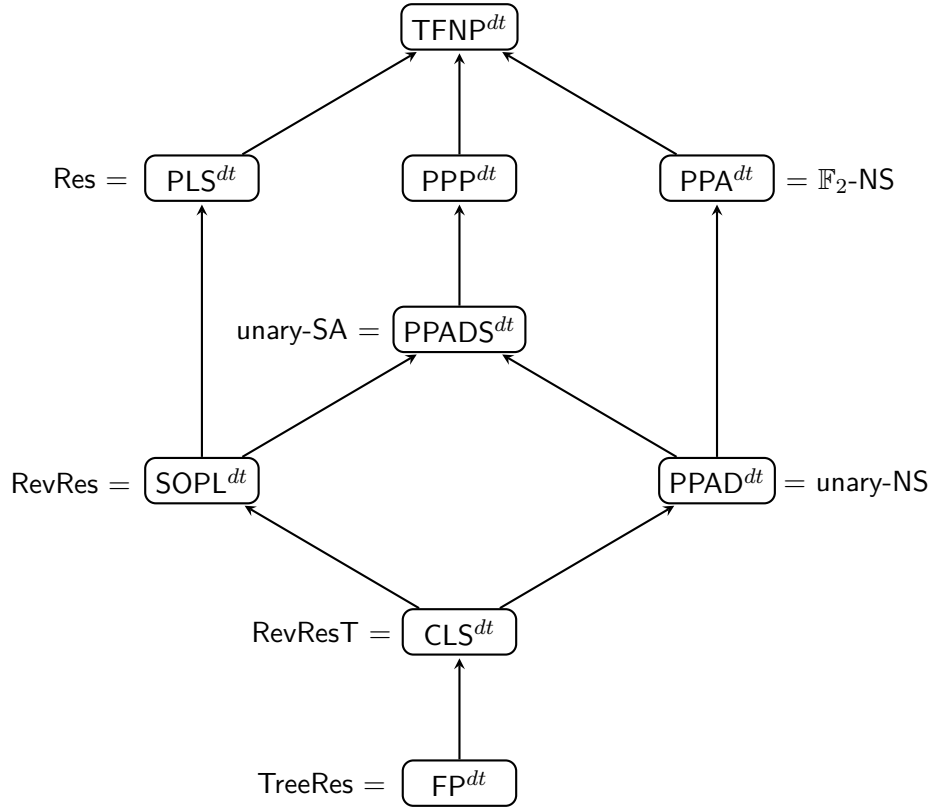 TFNP^{dt}
Res = PLS^{dt} PPP^{dt} PPA^{dt} = 𝔽₂-NS
unary-SA = PPADS^{dt}
RevRes = SOPL^{dt} PPAD^{dt} = unary-NS
RevResT = CLS^{dt}
TreeRes = FP^{dt}